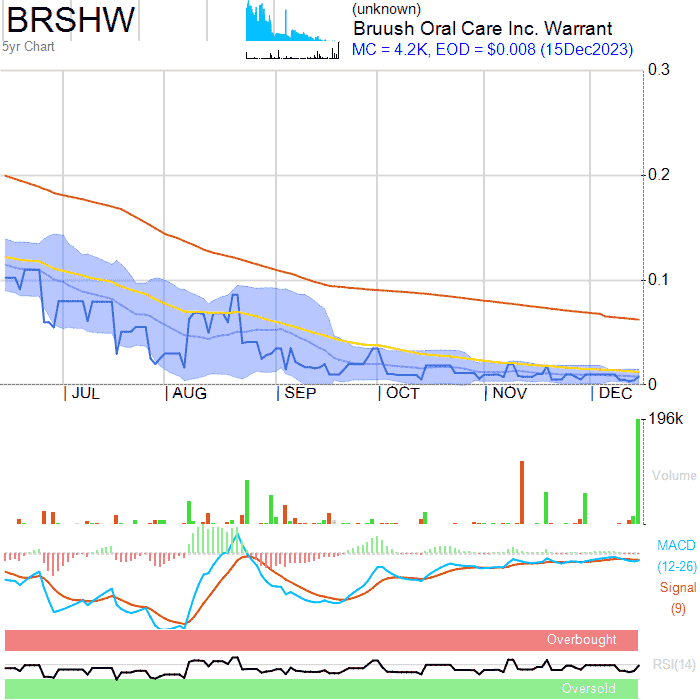 BRSHW
5yr Chart
(unknown)
Bruush Oral Care Inc. Warrant
MC = 4.2K, EOD = $0.008 (15Dec2023)
0.3
0.2
0.1
0
JUL AUG SEP OCT NOV DEC
196k
Volume
MACD
(12-26)
Signal
(9)
Overbought
RSI(14)
Oversold